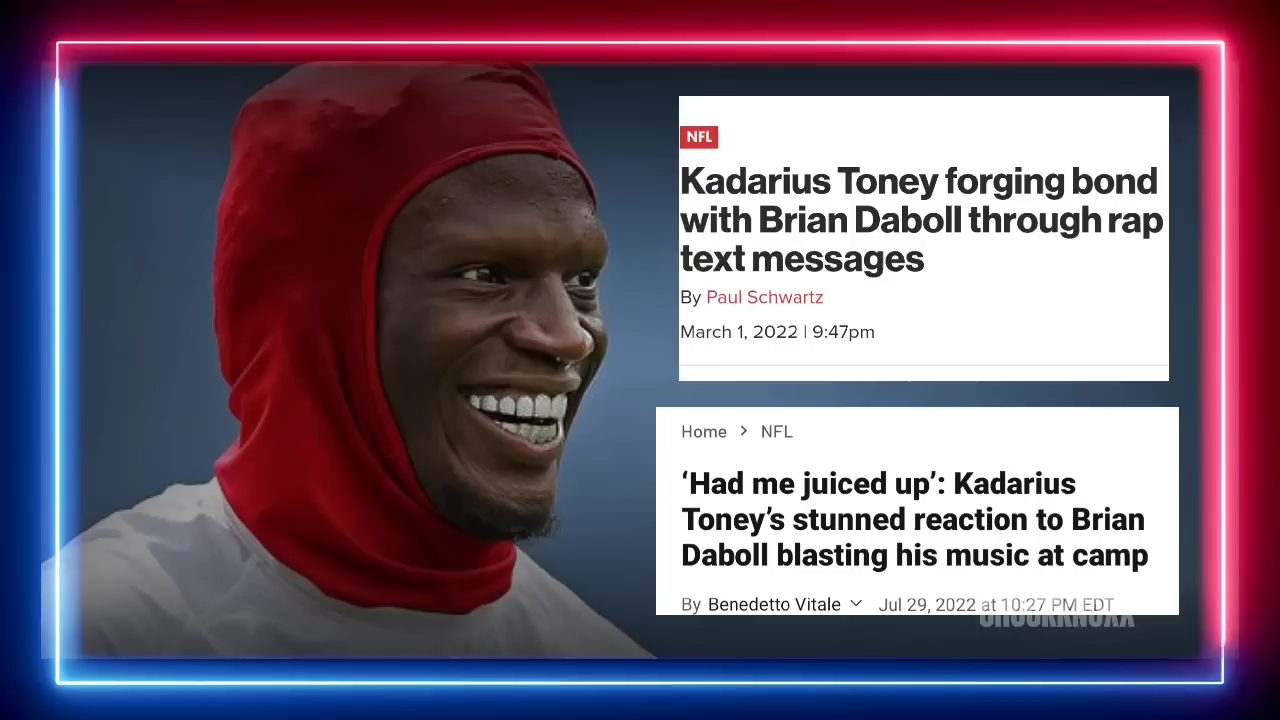 NFL
Kadarius Toney forging bond
with Brian Daboll through rap
text messages
By Paul Schwartz
March 1, 2022 | 9:47pm
Home > NFL
‘Had me juiced up’: Kadarius
Toney’s stunned reaction to Brian
Daboll blasting his music at camp
By Benedetto Vitale Jul 29, 2022 at 10:27 PM EDT